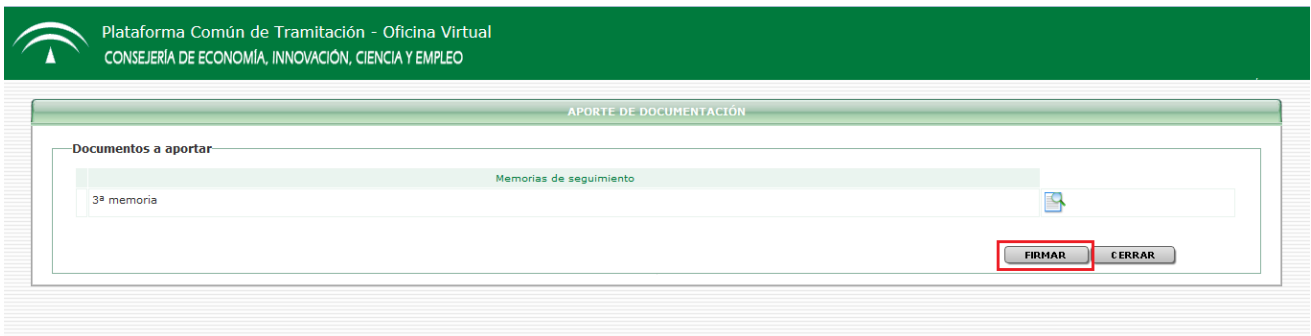 Plataforma Común de Tramitación - Oficina Virtual
CONSEJERÍA DE ECONOMÍA, INNOVACIÓN, CIENCIA Y EMPLEO
APORTE DE DOCUMENTACIÓN
Documentos a aportar
Memorias de seguimiento
3ª memoria
FIRMAR CERRAR